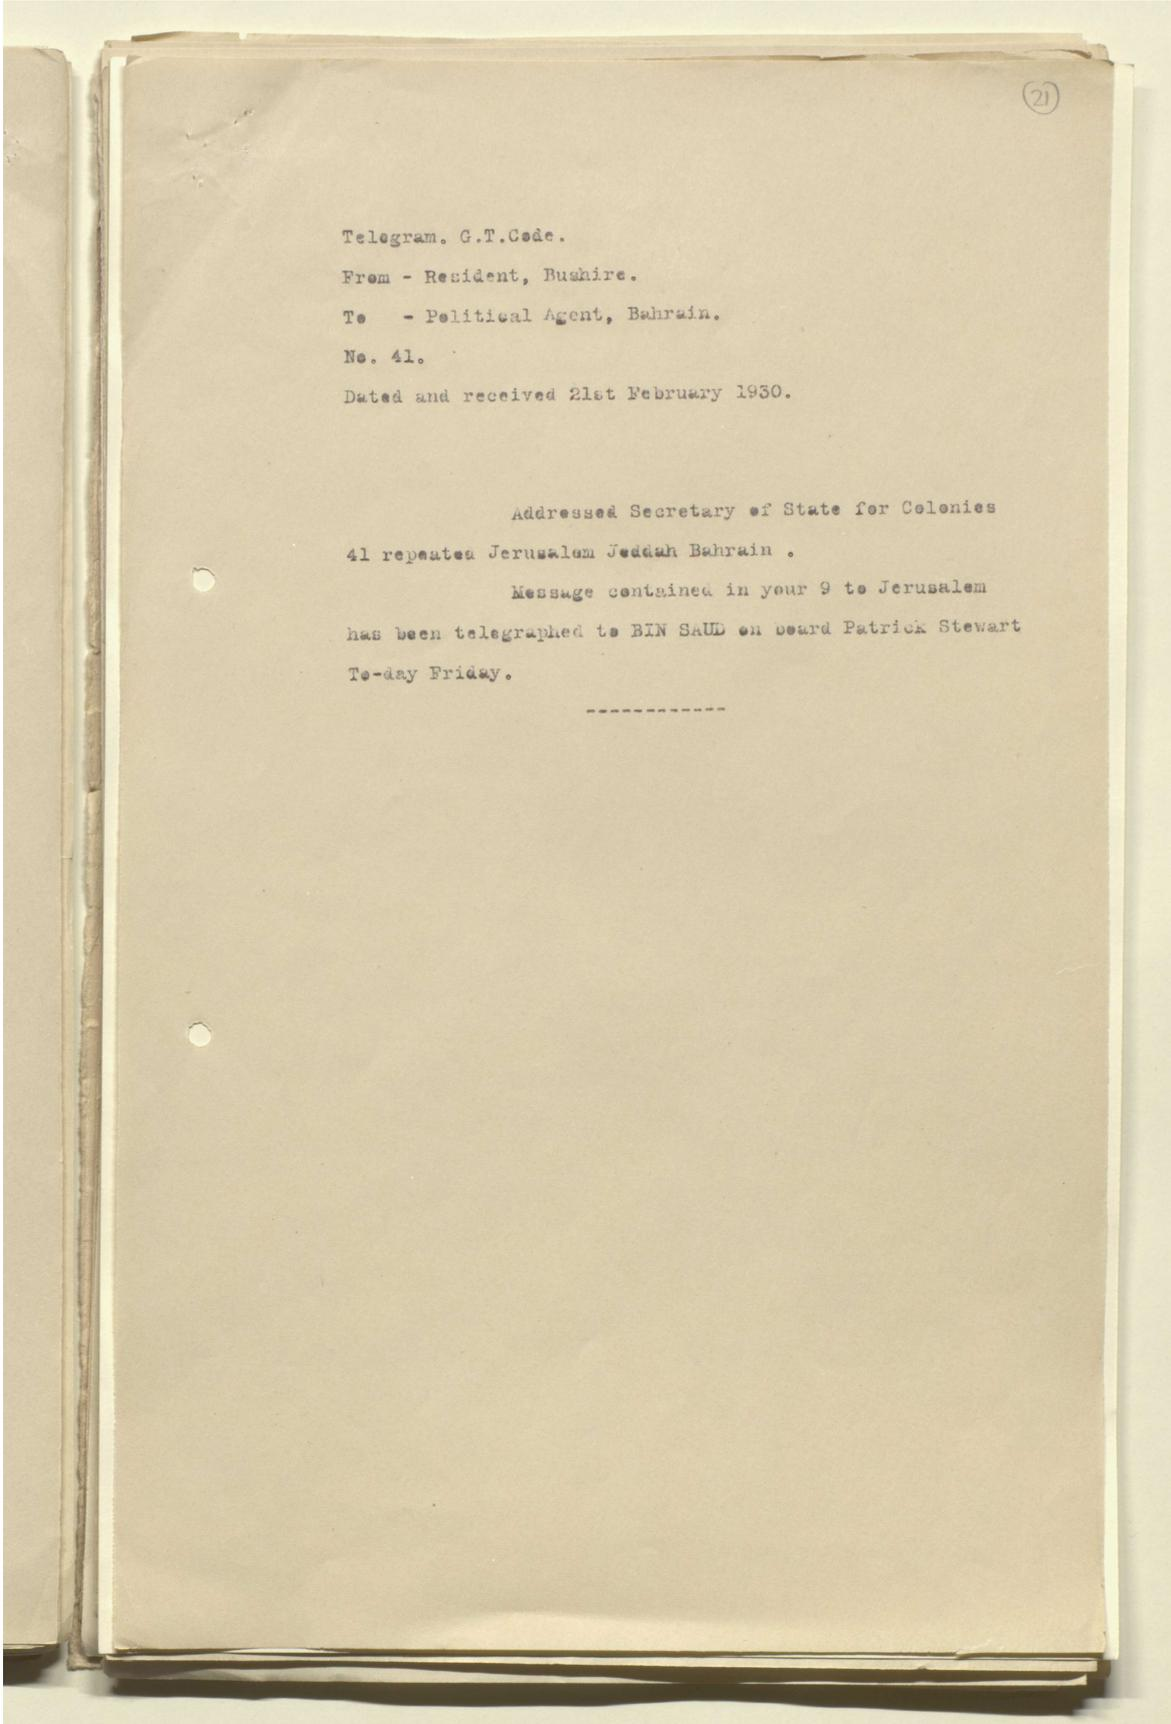 21
Telegram. G.T.Code.
From - Resident, Bushire.
To - Political Agent, Bahrain.
No. 41.
Dated and received 21st February 1930.
Addressed Secretary of State for Colonies
41 repeated Jerusalem Jeddah Bahrain .
Message contained in your 9 to Jerusalem
has been telegraphed to BIN SAUD on board Patrick Stewart
To-day Friday.
------------